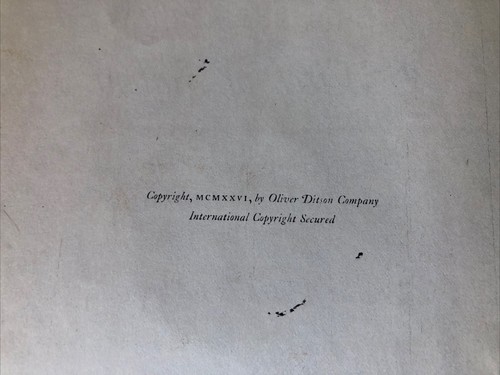 Copyright, MCMXXVI, by Oliver Ditson Company
International Copyright Secured